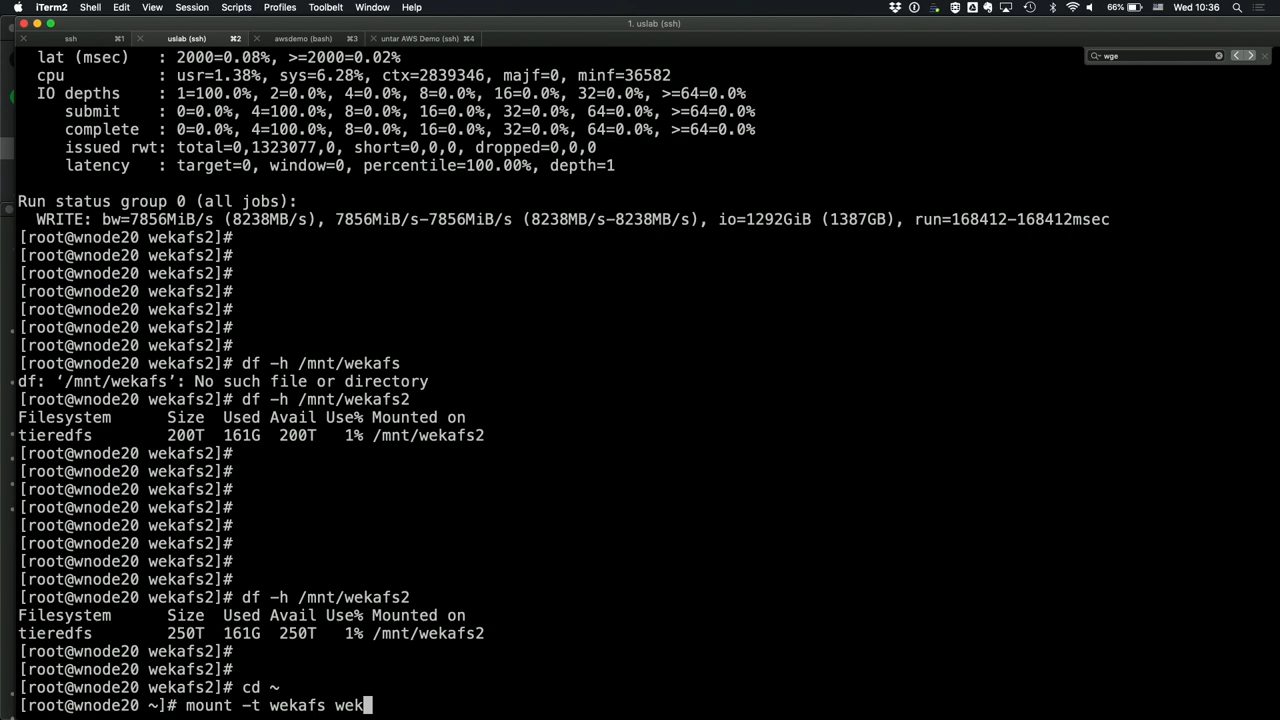 iTerm2 Shell Edit View Session Scripts Profiles Toolbelt Window Help 66% Wed 10:36
1. uslab (ssh)
ssh ⌘1 uslab (ssh) ⌘2 awsdemo (bash) ⌘3 untar AWS Demo (ssh) ⌘4
wge
lat (msec) : 2000=0.08%, >=2000=0.02%
cpu : usr=1.38%, sys=6.28%, ctx=2839346, majf=0, minf=36582
IO depths : 1=100.0%, 2=0.0%, 4=0.0%, 8=0.0%, 16=0.0%, 32=0.0%, >=64=0.0%
submit : 0=0.0%, 4=100.0%, 8=0.0%, 16=0.0%, 32=0.0%, 64=0.0%, >=64=0.0%
complete : 0=0.0%, 4=100.0%, 8=0.0%, 16=0.0%, 32=0.0%, 64=0.0%, >=64=0.0%
issued rwt: total=0,1323077,0, short=0,0,0, dropped=0,0,0
latency : target=0, window=0, percentile=100.00%, depth=1
Run status group 0 (all jobs):
WRITE: bw=7856MiB/s (8238MB/s), 7856MiB/s-7856MiB/s (8238MB/s-8238MB/s), io=1292GiB (1387GB), run=168412-168412msec
[root@wnode20 wekafs2]#
[root@wnode20 wekafs2]#
[root@wnode20 wekafs2]#
[root@wnode20 wekafs2]#
[root@wnode20 wekafs2]#
[root@wnode20 wekafs2]#
[root@wnode20 wekafs2]#
[root@wnode20 wekafs2]# df -h /mnt/wekafs
df: ‘/mnt/wekafs’: No such file or directory
[root@wnode20 wekafs2]# df -h /mnt/wekafs2
Filesystem Size Used Avail Use% Mounted on
tieredfs 200T 161G 200T 1% /mnt/wekafs2
[root@wnode20 wekafs2]#
[root@wnode20 wekafs2]#
[root@wnode20 wekafs2]#
[root@wnode20 wekafs2]#
[root@wnode20 wekafs2]#
[root@wnode20 wekafs2]#
[root@wnode20 wekafs2]#
[root@wnode20 wekafs2]#
[root@wnode20 wekafs2]# df -h /mnt/wekafs2
Filesystem Size Used Avail Use% Mounted on
tieredfs 250T 161G 250T 1% /mnt/wekafs2
[root@wnode20 wekafs2]#
[root@wnode20 wekafs2]#
[root@wnode20 wekafs2]# cd ~
[root@wnode20 ~]# mount -t wekafs wek